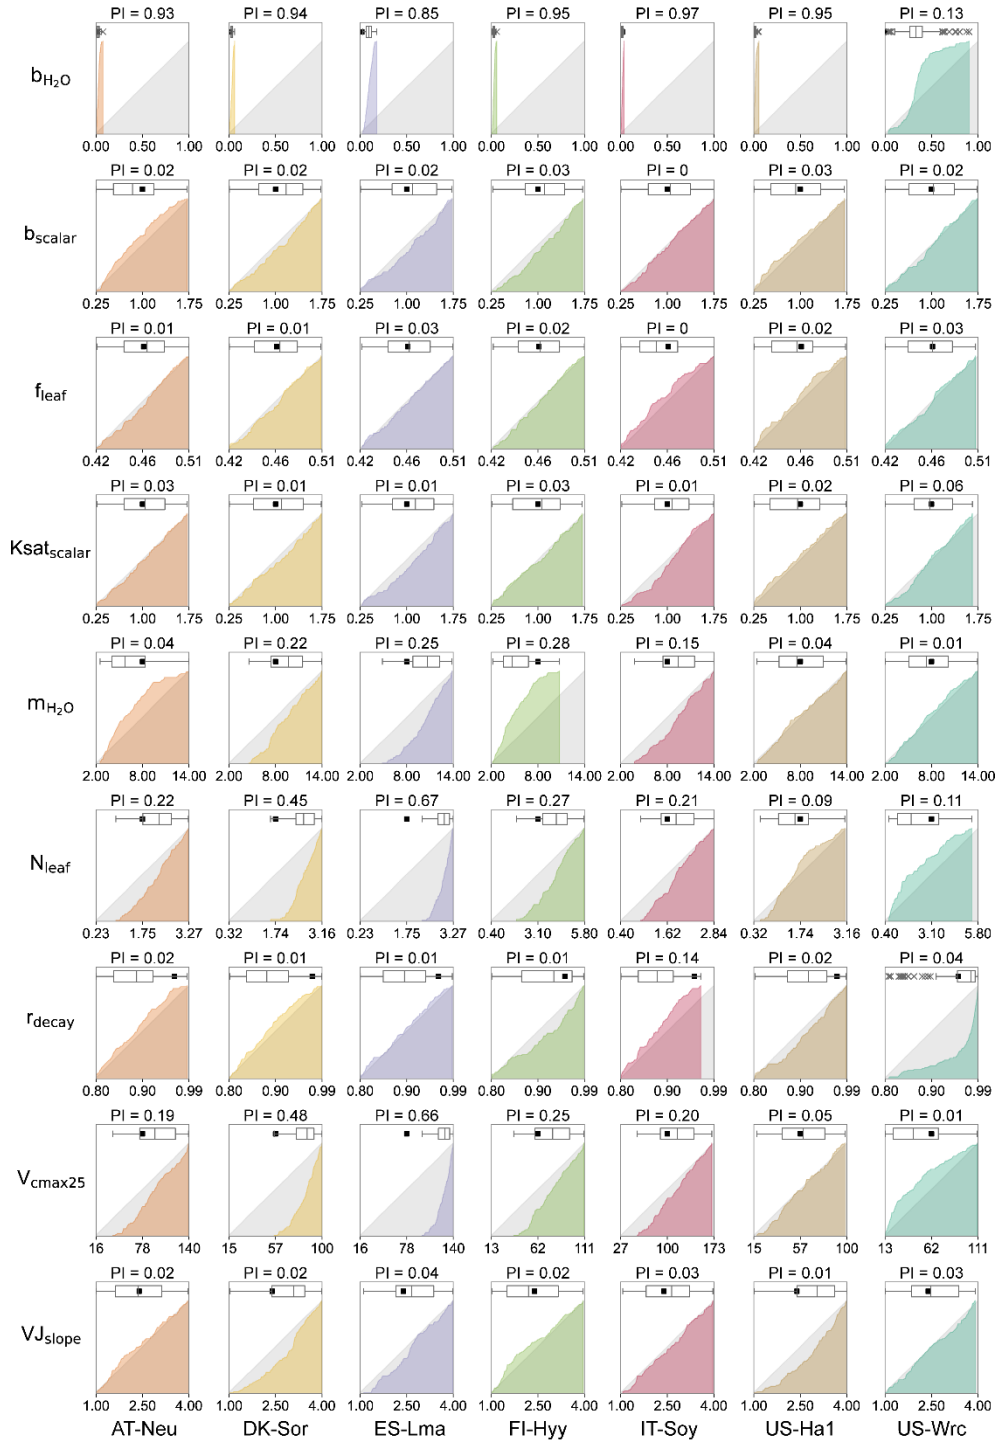 PI = 0.93 PI = 0.94 PI = 0.85 PI = 0.95 PI = 0.97 PI = 0.95 PI = 0.13
b_H₂O
0.00 1.00 0.00 1.00 0.00 1.00 0.00 1.00 0.00 1.00 0.00 1.00 0.00 1.00
PI = 0.02 PI = 0.02 PI = 0.02 PI = 0.03 PI = 0 PI = 0.03 PI = 0.02
b_scalar
0.25 1.00 1.75 0.25 1.00 1.75 0.25 1.00 1.75 0.25 1.00 1.75 0.25 1.00 1.75 0.25 1.00 1.75 0.25 1.00 1.75
PI = 0.01 PI = 0.01 PI = 0.03 PI = 0.02 PI = 0 PI = 0.02 PI = 0.03
f_leaf
0.42 0.46 0.51 0.42 0.46 0.51 0.42 0.46 0.51 0.42 0.46 0.51 0.42 0.46 0.51 0.42 0.46 0.51 0.42 0.46 0.51
PI = 0.03 PI = 0.01 PI = 0.01 PI = 0.03 PI = 0.01 PI = 0.02 PI = 0.06
Ksat_scalar
0.25 1.00 1.75 0.25 1.00 1.75 0.25 1.00 1.75 0.25 1.00 1.75 0.25 1.00 1.75 0.25 1.00 1.75 0.25 1.00 1.75
PI = 0.04 PI = 0.22 PI = 0.25 PI = 0.28 PI = 0.15 PI = 0.04 PI = 0.01
m_H₂O
2.00 8.00 14.00 2.00 8.00 14.00 2.00 8.00 14.00 2.00 8.00 14.00 2.00 8.00 14.00 2.00 8.00 14.00 2.00 8.00 14.00
PI = 0.22 PI = 0.45 PI = 0.67 PI = 0.27 PI = 0.21 PI = 0.09 PI = 0.11
N_leaf
0.23 1.75 3.27 0.32 1.74 3.16 0.23 1.75 3.27 0.40 3.10 5.80 0.40 1.62 2.84 0.32 1.74 3.16 0.40 3.10 5.80
PI = 0.02 PI = 0.01 PI = 0.01 PI = 0.01 PI = 0.14 PI = 0.02 PI = 0.04
r_decay
0.80 0.90 0.99 0.80 0.90 0.99 0.80 0.90 0.99 0.80 0.90 0.99 0.80 0.90 0.99 0.80 0.90 0.99 0.80 0.90 0.99
PI = 0.19 PI = 0.48 PI = 0.66 PI = 0.25 PI = 0.20 PI = 0.05 PI = 0.01
V_cmax25
16 78 140 15 57 100 16 78 140 13 62 111 27 100 173 15 57 100 13 62 111
PI = 0.02 PI = 0.02 PI = 0.04 PI = 0.02 PI = 0.03 PI = 0.01 PI = 0.03
VJ_slope
1.00 2.50 4.00 1.00 2.50 4.00 1.00 2.50 4.00 1.00 2.50 4.00 1.00 2.50 4.00 1.00 2.50 4.00 1.00 2.50 4.00
AT-Neu DK-Sor ES-Lma FI-Hyy IT-Soy US-Ha1 US-Wrc